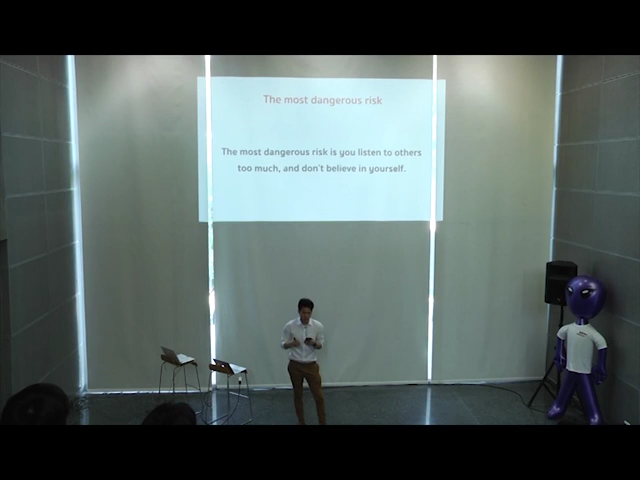 The most dangerous risk
The most dangerous risk is you listen to others
too much, and don't believe in yourself.